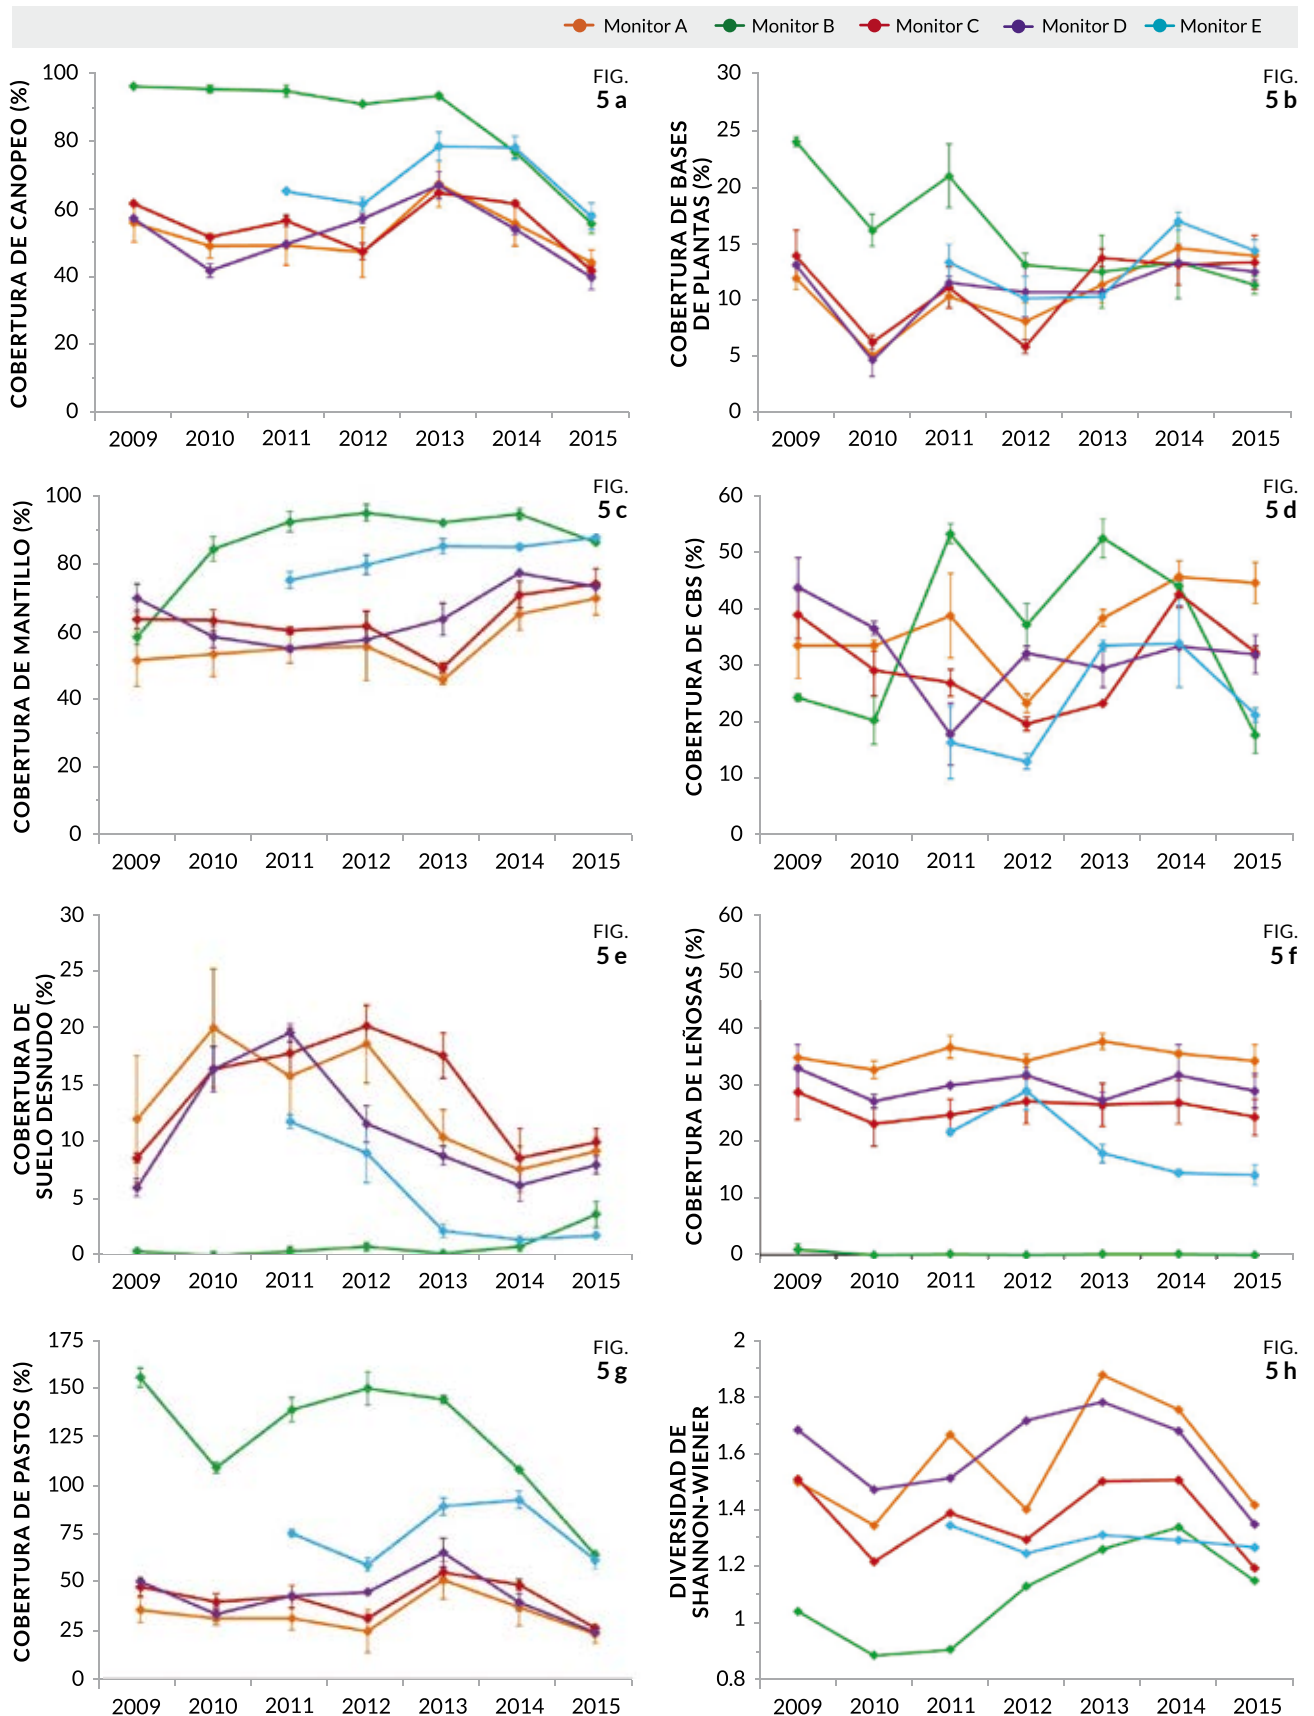 Monitor A Monitor B Monitor C Monitor D Monitor E
FIG.
5 a
COBERTURA DE CANOPEO (%)
100
80
60
40
20
0
2009 2010 2011 2012 2013 2014 2015
FIG.
5 b
COBERTURA DE BASES
DE PLANTAS (%)
30
25
20
15
10
5
0
2009 2010 2011 2012 2013 2014 2015
FIG.
5 c
COBERTURA DE MANTILLO (%)
100
80
60
40
20
0
2009 2010 2011 2012 2013 2014 2015
FIG.
5 d
COBERTURA DE CBS (%)
60
50
40
30
20
10
0
2009 2010 2011 2012 2013 2014 2015
FIG.
5 e
COBERTURA DE
SUELO DESNUDO (%)
30
25
20
15
10
5
0
2009 2010 2011 2012 2013 2014 2015
FIG.
5 f
COBERTURA DE LEÑOSAS (%)
60
50
40
30
20
10
0
2009 2010 2011 2012 2013 2014 2015
FIG.
5 g
COBERTURA DE PASTOS (%)
175
150
125
100
75
50
25
0
2009 2010 2011 2012 2013 2014 2015
FIG.
5 h
DIVERSIDAD DE
SHANNON-WIENER
2
1.8
1.6
1.4
1.2
1
0.8
2009 2010 2011 2012 2013 2014 2015